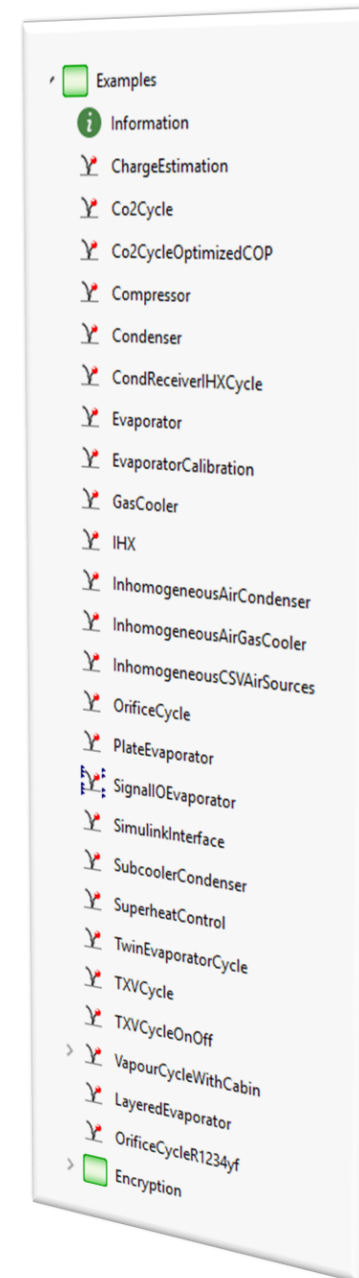 Examples
Information
ChargeEstimation
Co2Cycle
Co2CycleOptimizedCOP
Compressor
Condenser
CondReceiverIHXCycle
Evaporator
EvaporatorCalibration
GasCooler
IHX
InhomogeneousAirCondenser
InhomogeneousAirGasCooler
InhomogeneousCSVAirSources
OrificeCycle
PlateEvaporator
SignalIOEvaporator
SimulinkInterface
SubcoolerCondenser
SuperheatControl
TwinEvaporatorCycle
TXVCycle
TXVCycleOnOff
VapourCycleWithCabin
LayeredEvaporator
OrificeCycleR1234yf
Encryption